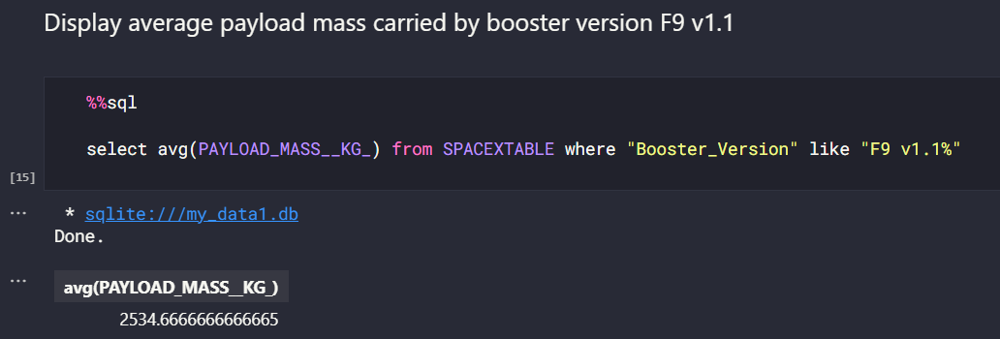 Display average payload mass carried by booster version F9 v1.1
%%sql
select avg(PAYLOAD_MASS__KG_) from SPACEXTABLE where "Booster_Version" like "F9 v1.1%"
[15]
... * sqlite:///my_data1.db
Done.
...
avg(PAYLOAD_MASS__KG_)
2534.6666666666665